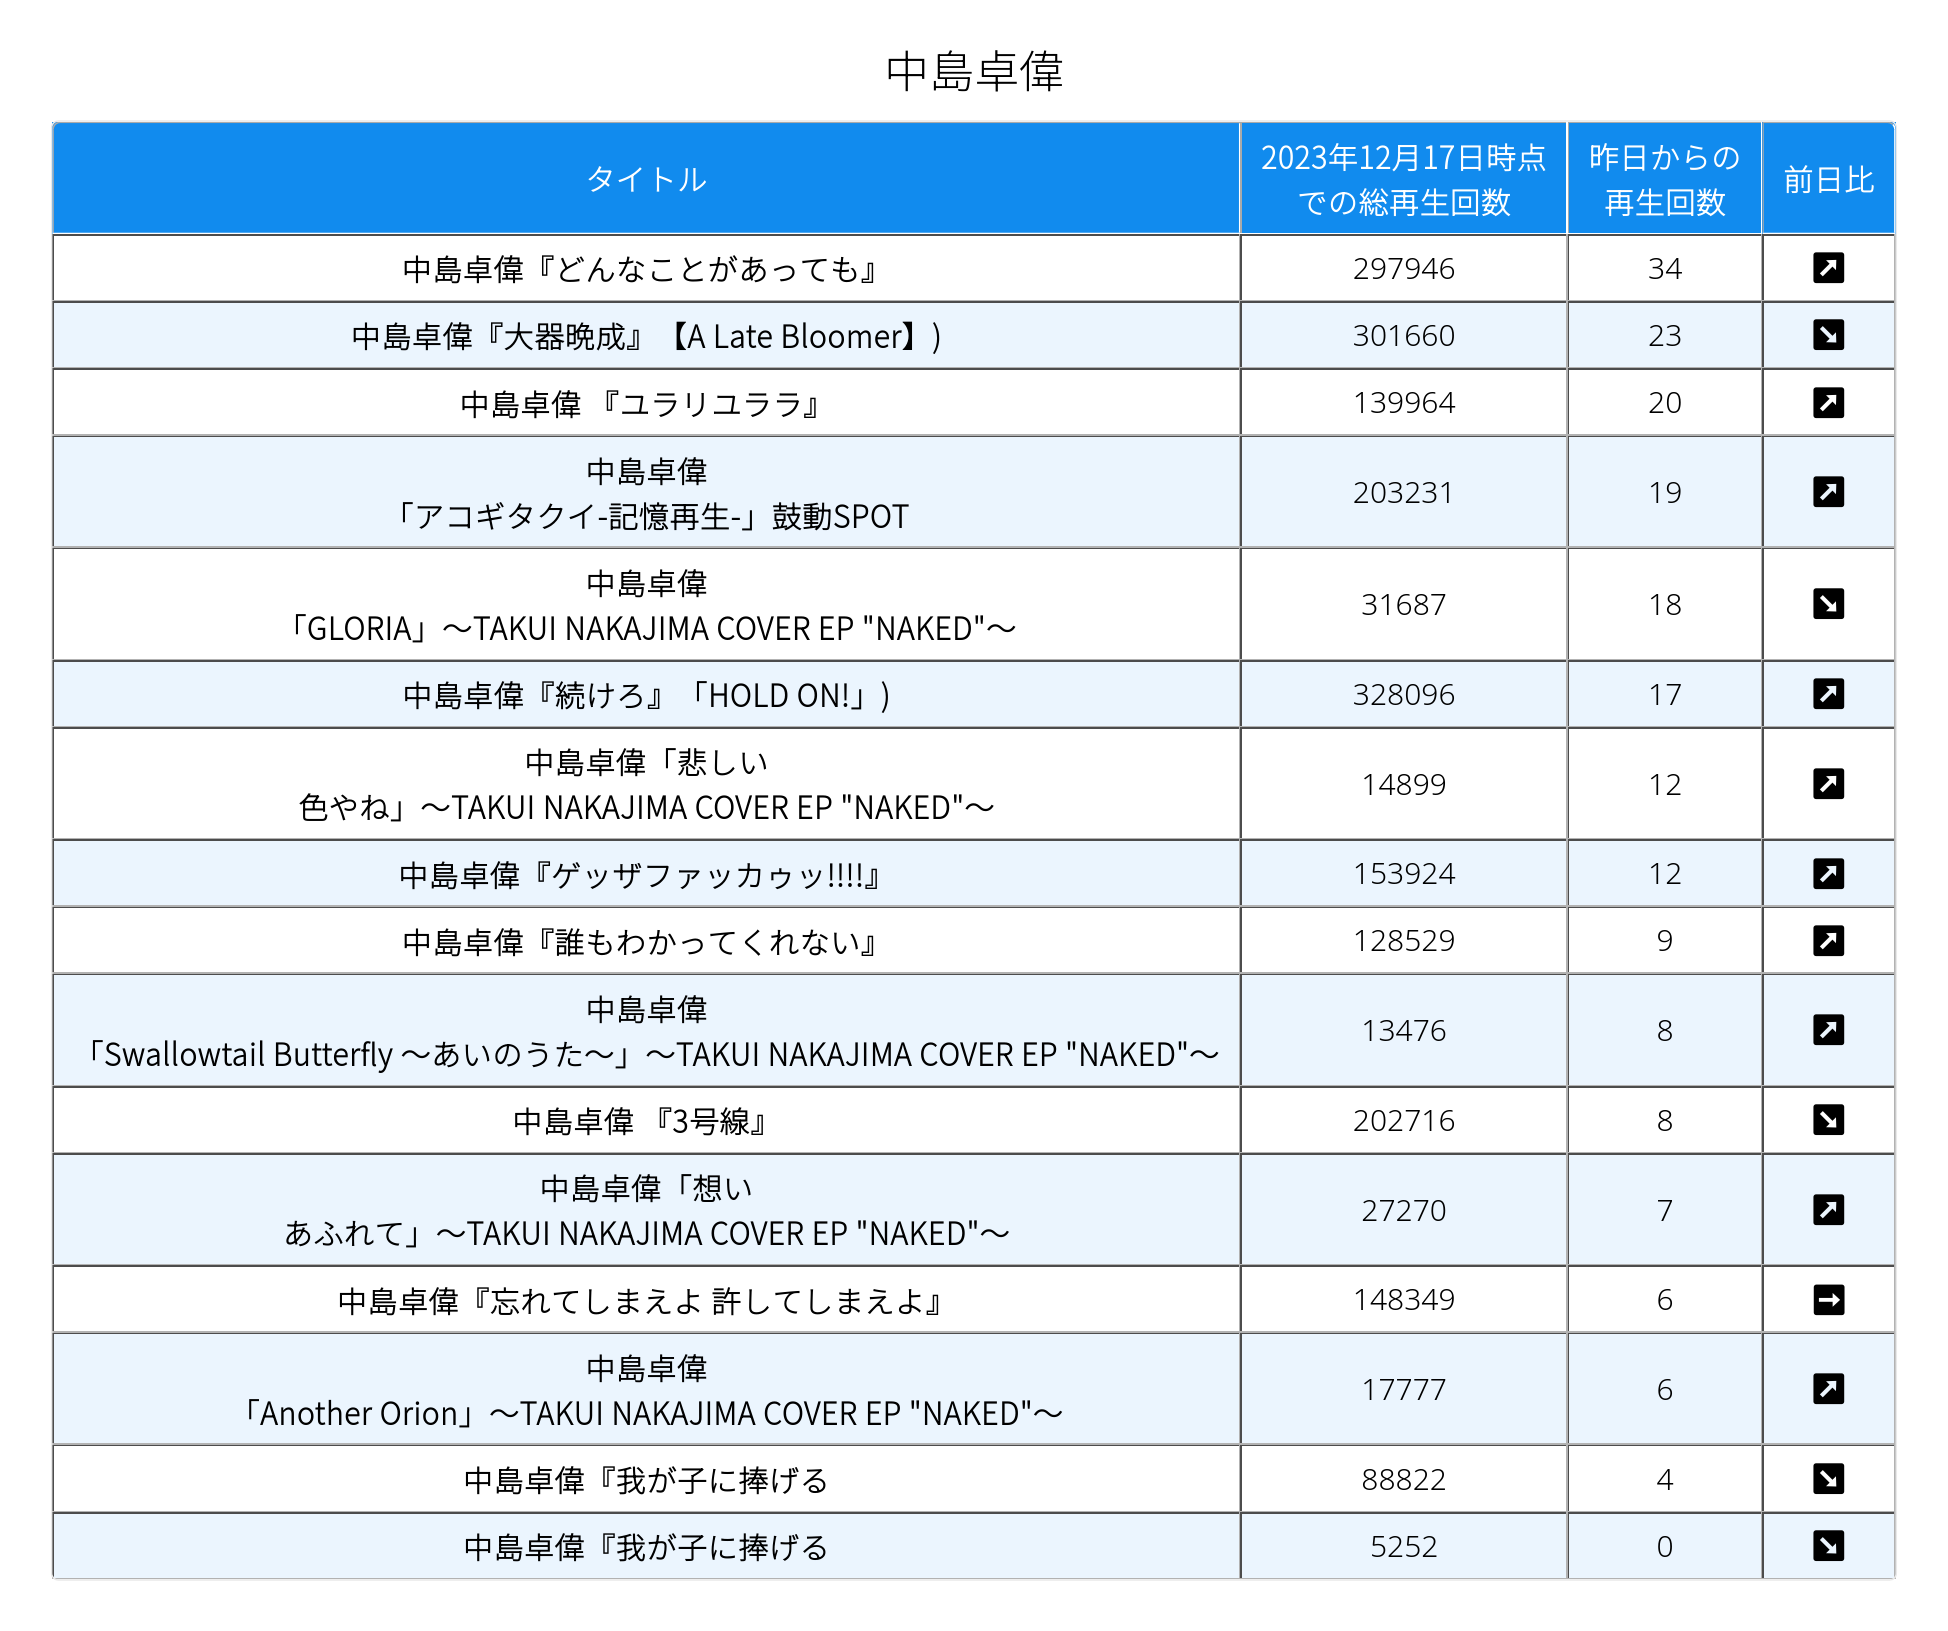 中島卓偉
タイトル
2023年12月17日時点
での総再生回数
昨日からの
再生回数
前日比
中島卓偉『どんなことがあっても』
297946
34
中島卓偉『大器晩成』【A Late Bloomer】)
301660
23
中島卓偉 『ユラリユララ』
139964
20
中島卓偉
「アコギタクイ-記憶再生-」鼓動SPOT
203231
19
中島卓偉
「GLORIA」〜TAKUI NAKAJIMA COVER EP "NAKED"〜
31687
18
中島卓偉『続けろ』「HOLD ON!」)
328096
17
中島卓偉「悲しい
色やね」〜TAKUI NAKAJIMA COVER EP "NAKED"〜
14899
12
中島卓偉『ゲッザファッカゥッ!!!!』
153924
12
中島卓偉『誰もわかってくれない』
128529
9
中島卓偉
「Swallowtail Butterfly 〜あいのうた〜」〜TAKUI NAKAJIMA COVER EP "NAKED"〜
13476
8
中島卓偉 『3号線』
202716
8
中島卓偉「想い
あふれて」〜TAKUI NAKAJIMA COVER EP "NAKED"〜
27270
7
中島卓偉『忘れてしまえよ 許してしまえよ』
148349
6
中島卓偉
「Another Orion」〜TAKUI NAKAJIMA COVER EP "NAKED"〜
17777
6
中島卓偉『我が子に捧げる
88822
4
中島卓偉『我が子に捧げる
5252
0